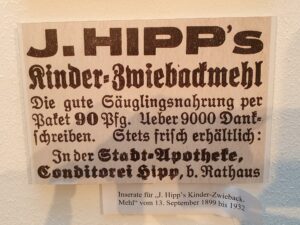 J. HIPP's
Kinder=Zwiebackmehl
Die gute Säuglingsnahrung per
Paket 90 Pfg. Ueber 9000 Dank=
schreiben. Stets frisch erhältlich:
In der Stadt=Apotheke,
Conditorei Hipp, b. Rathaus
Inserate für „J. Hipp's Kinder-Zwieback.
Mehl" vom 13. September 1899 bis 1932